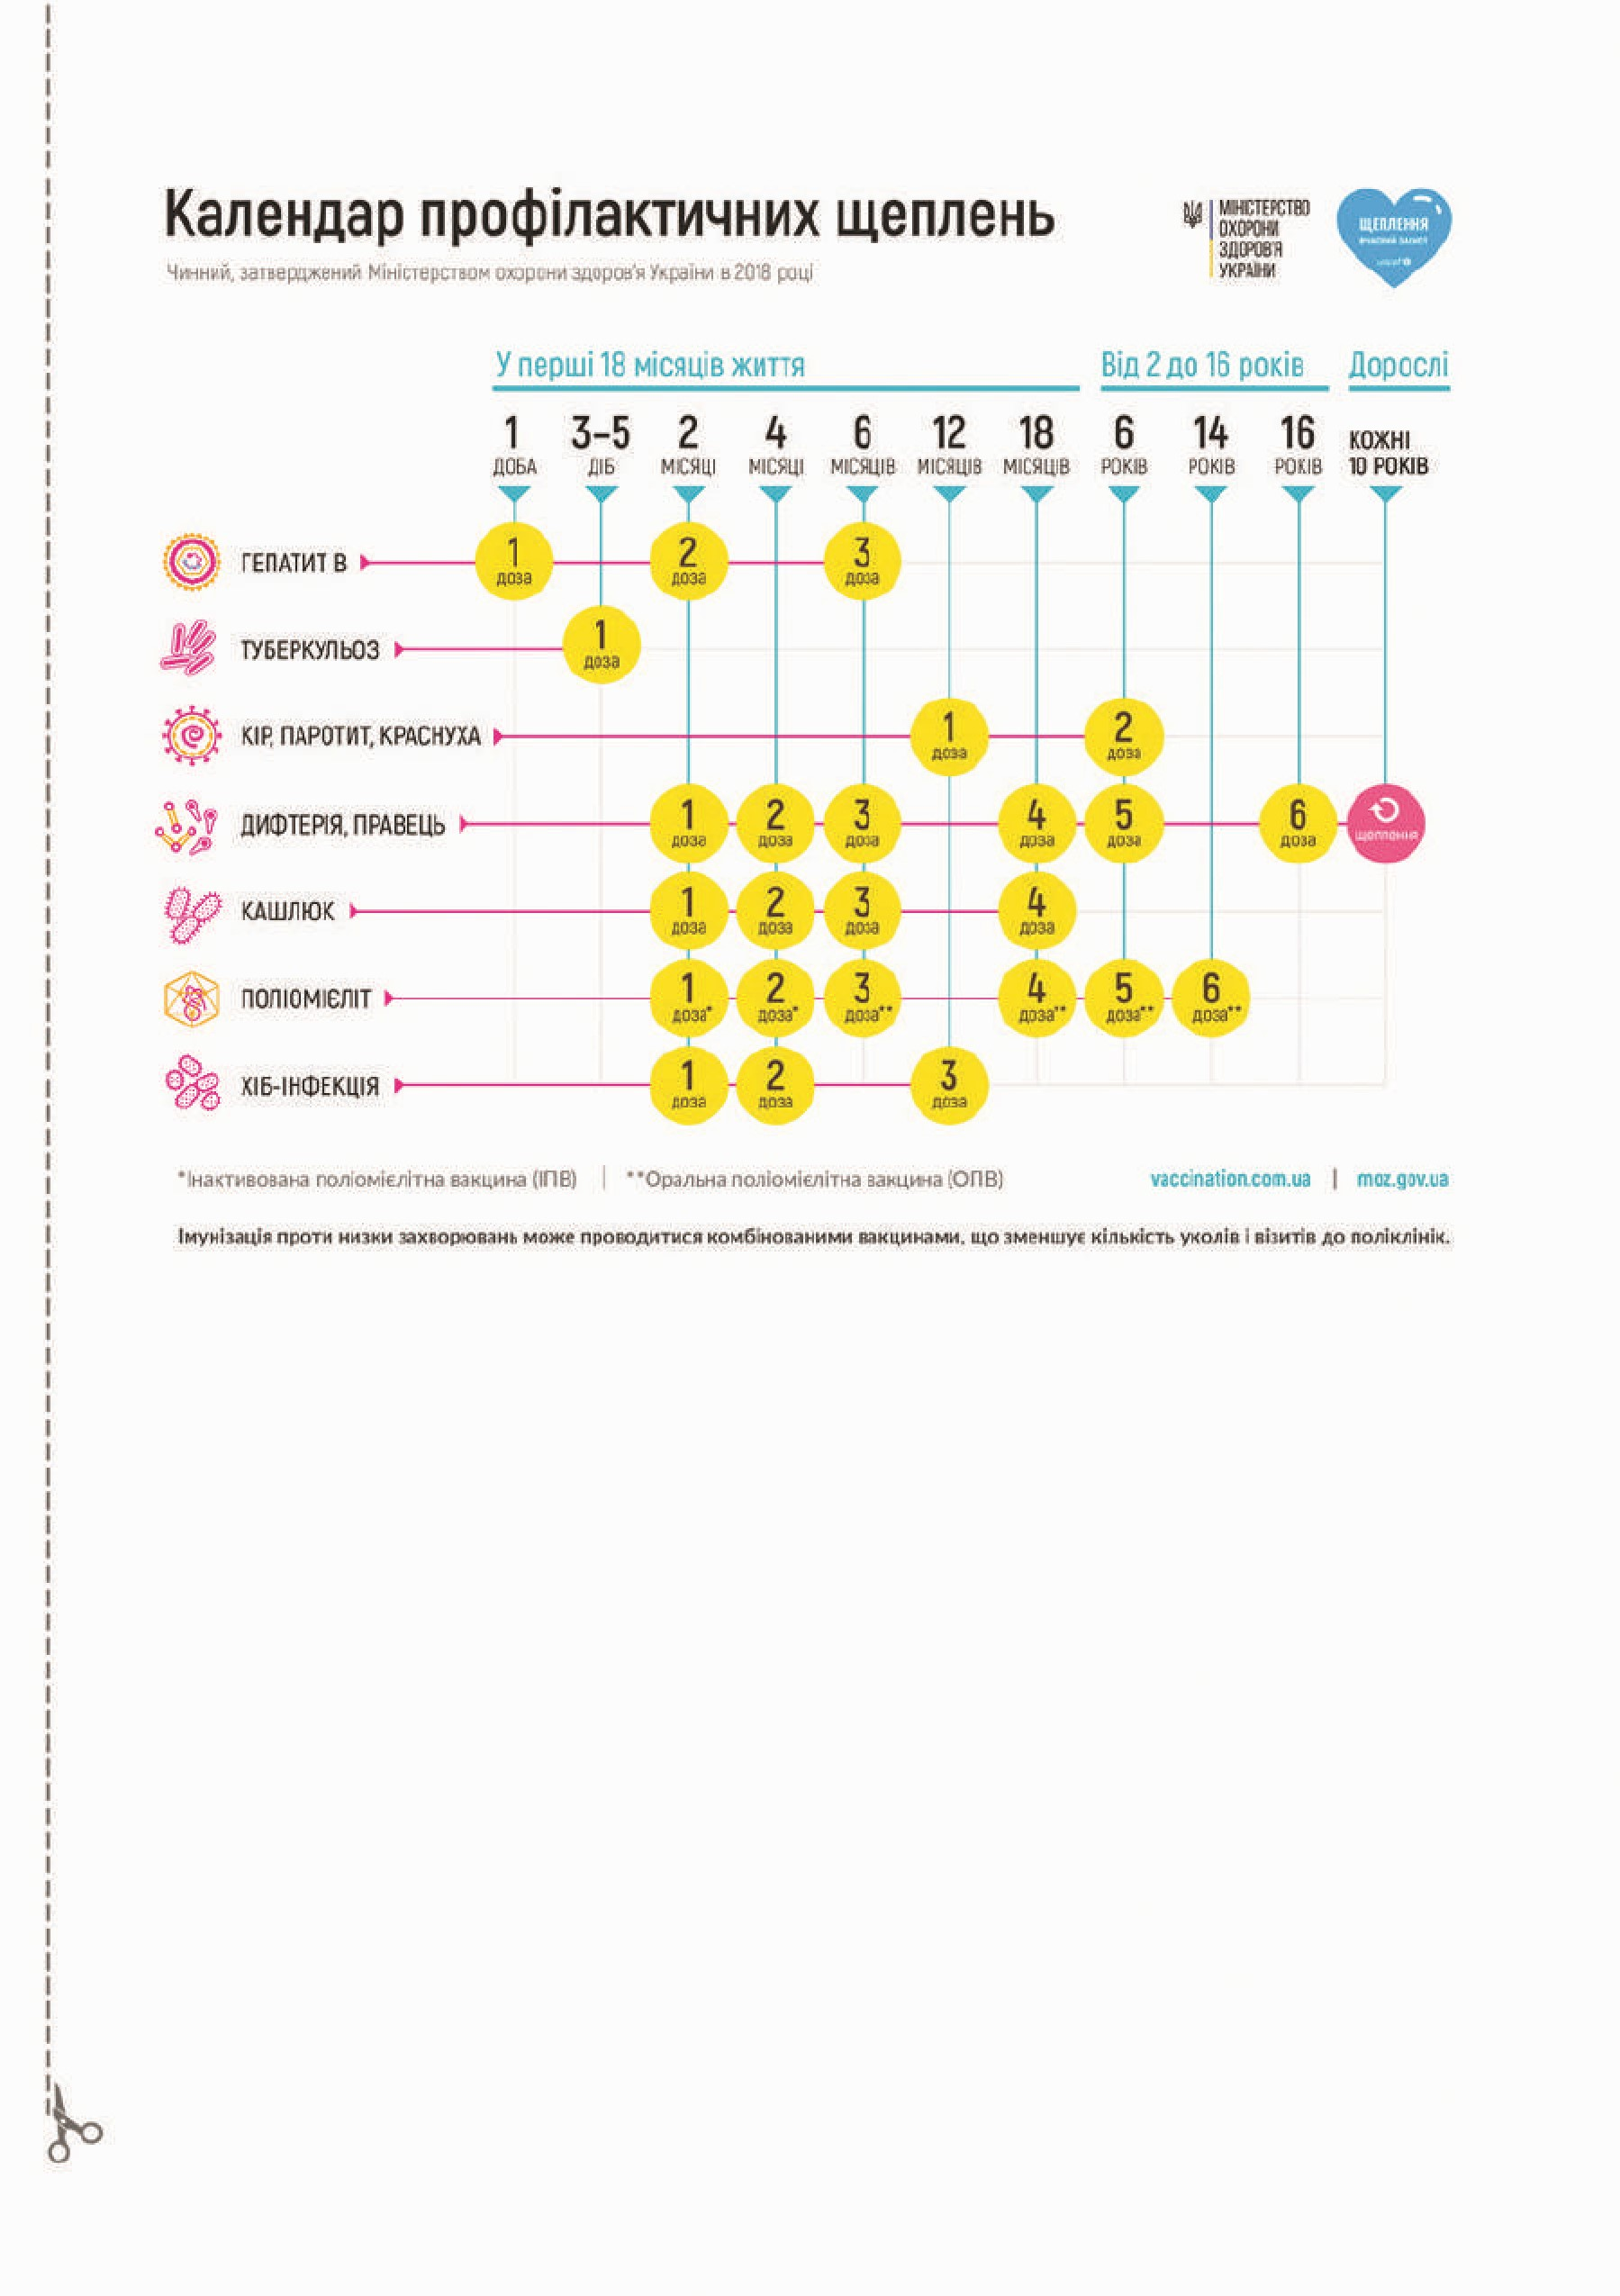 Календар профілактичних щеплень
Чинний, затверджений Міністерством охорони здоров'я України в 2018 році
МІНІСТЕРСТВО
ОХОРОНИ
ЗДОРОВ'Я
УКРАЇНИ
ЩЕПЛЕННЯ
unicef
У перші 18 місяців життя
Від 2 до 16 років
Дорослі
1 ДОБА
3–5 ДІБ
2 МІСЯЦІ
4 МІСЯЦІ
6 МІСЯЦІВ
12 МІСЯЦІВ
18 МІСЯЦІВ
6 РОКІВ
14 РОКІВ
16 РОКІВ
КОЖНІ
10 РОКІВ
ГЕПАТИТ В 1 доза 2 доза 3 доза
ТУБЕРКУЛЬОЗ 1 доза
КІР, ПАРОТИТ, КРАСНУХА 1 доза 2 доза
ДИФТЕРІЯ, ПРАВЕЦЬ 1 доза 2 доза 3 доза 4 доза 5 доза 6 доза щеплення
КАШЛЮК 1 доза 2 доза 3 доза 4 доза
ПОЛІОМІЄЛІТ 1 доза* 2 доза* 3 доза** 4 доза** 5 доза** 6 доза**
ХІБ-ІНФЕКЦІЯ 1 доза 2 доза 3 доза
*Інактивована поліомієлітна вакцина (ІПВ) | **Оральна поліомієлітна вакцина (ОПВ)
vaccination.com.ua | moz.gov.ua
Імунізація проти низки захворювань може проводитися комбінованими вакцинами, що зменшує кількість уколів і візитів до поліклінік.